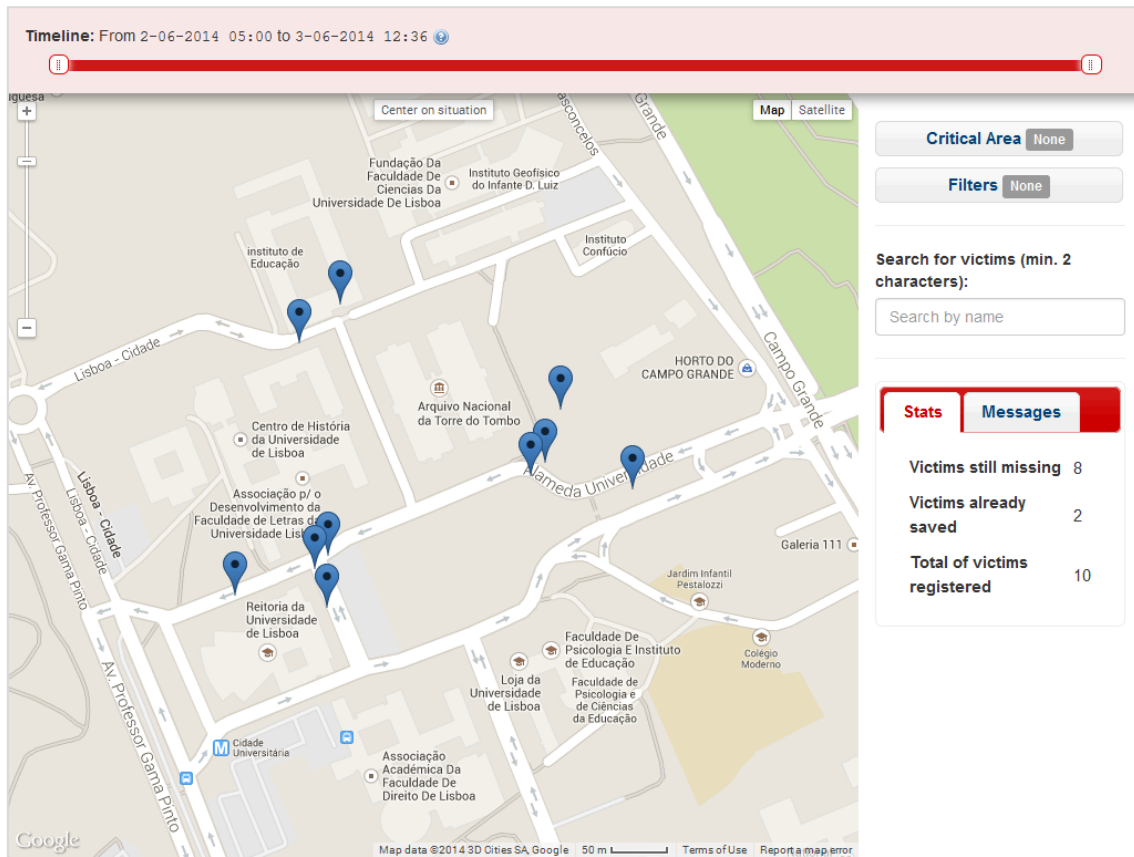 Timeline: From 2-06-2014 05:00 to 3-06-2014 12:36
Center on situation
Map
Satellite
Grande
Fundação Da
Faculdade De
Ciencias Da
Universidade De Lisboa
Instituto Geofísico
do Infante D. Luiz
Instituto
Confúcio
instituto de
Educação
Lisboa - Cidade
HORTO DO
CAMPO GRANDE
Campo Grande
Arquivo Nacional
da Torre do Tombo
Centro de História
da Universidade
de Lisboa
Alameda Universidade
Associação p/ o
Desenvolvimento da
Faculdade de Letras da
Universidade Lisb
Lisboa - Cidade
Lisboa - Cidade
Av. Professor Gama Pinto
Galeria 111
Jardim Infantil
Pestalozzi
Reitoria da
Universidade
de Lisboa
Faculdade De
Psicologia E Instituto
de Educação
Colégio
Moderno
Loja da
Universidade
de Lisboa
Faculdade de
Psicologia e
de Ciências
da Educação
Av. Professor Gama Pinto
M
Cidade
Universitária
Associação
Académica Da
Faculdade De
Direito De Lisboa
Google
Map data ©2014 3D Cities SA, Google
50 m
Terms of Use
Report a map error
Critical Area None
Filters None
Search for victims (min. 2
characters):
Search by name
Stats
Messages
Victims still missing 8
Victims already
saved 2
Total of victims
registered 10